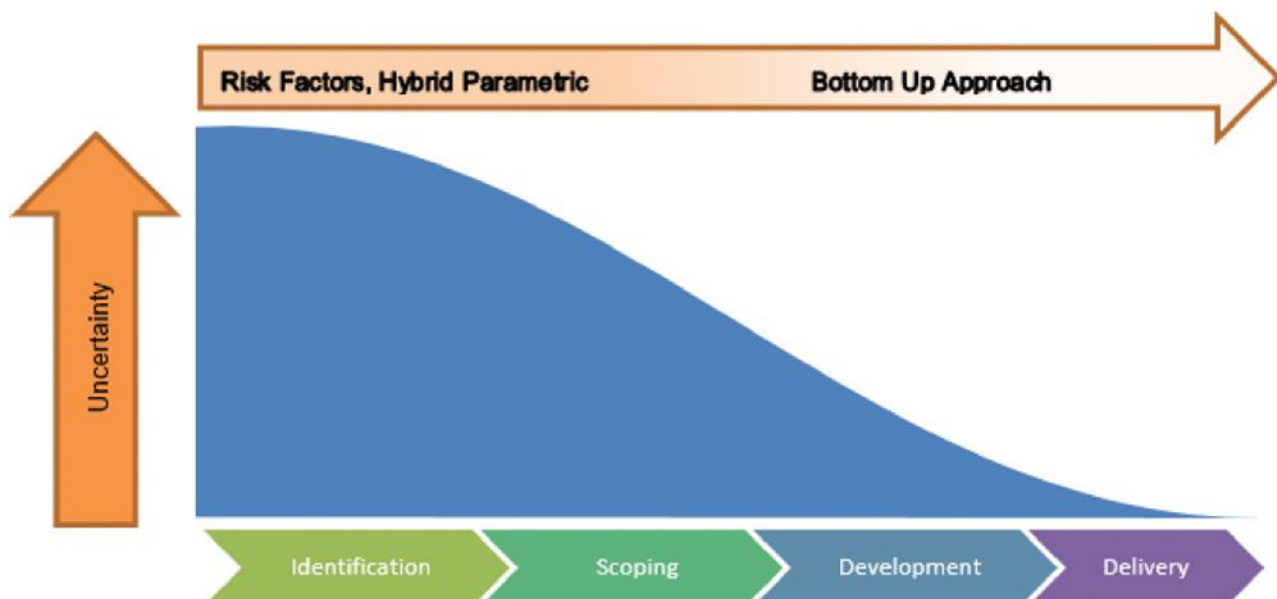 Risk Factors, Hybrid Parametric
Bottom Up Approach
Uncertainty
Identification
Scoping
Development
Delivery